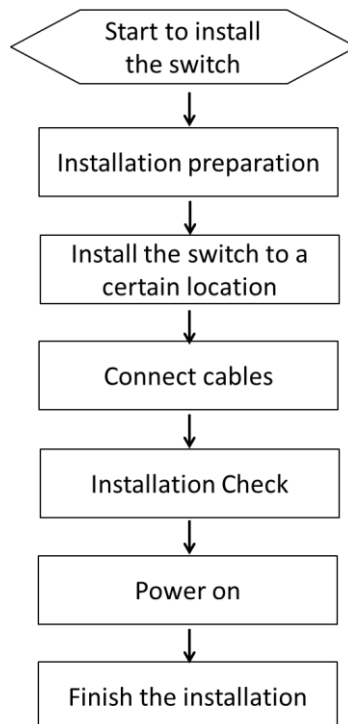 Start to install
the switch
Installation preparation
Install the switch to a
certain location
Connect cables
Installation Check
Power on
Finish the installation